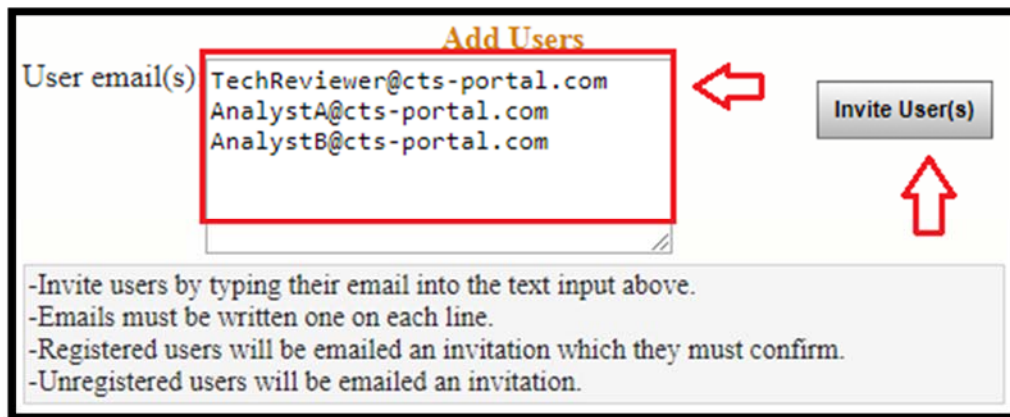 Add Users
User email(s)
TechReviewer@cts-portal.com
AnalystA@cts-portal.com
AnalystB@cts-portal.com
Invite User(s)
-Invite users by typing their email into the text input above.
-Emails must be written one on each line.
-Registered users will be emailed an invitation which they must confirm.
-Unregistered users will be emailed an invitation.